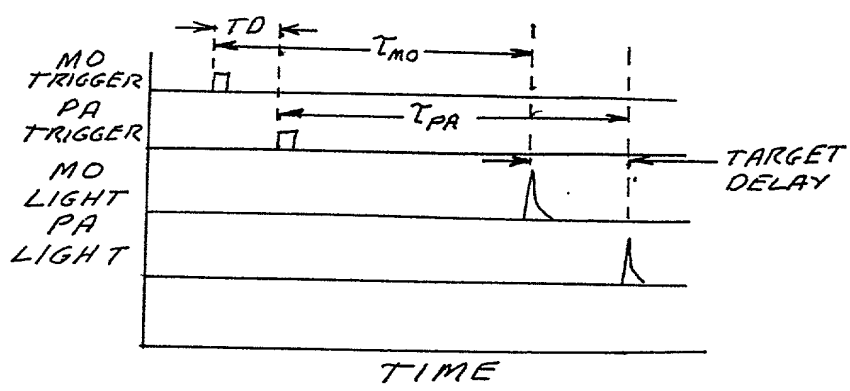 TD
τMO
MO
TRIGGER
PA
TRIGGER
τPA
MO
LIGHT
PA
LIGHT
TARGET
DELAY
TIME